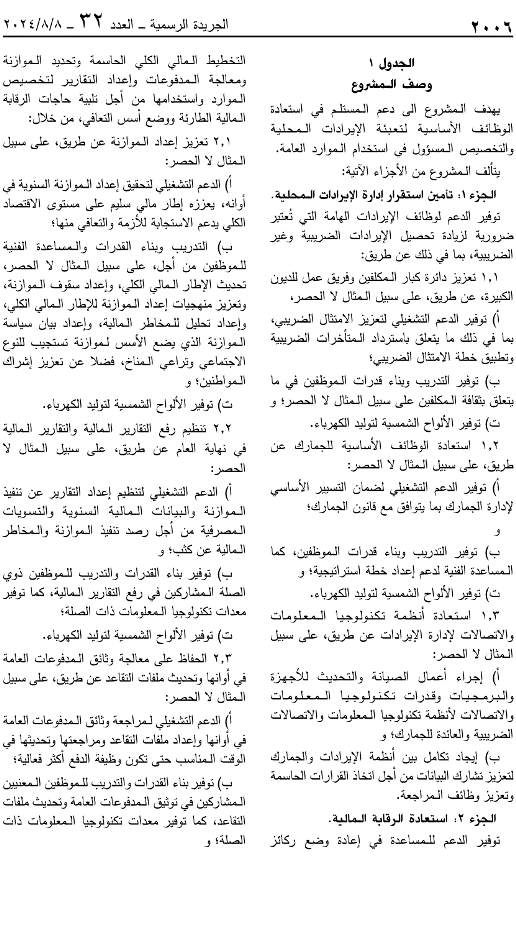 ٢٠٠٦
الجريدة الرسمية ـ العدد ٣٢ ـ ٢٠٢٤/٨/٨
الجدول ١
وصف المشروع
يهدف المشروع الى دعم المستلم في استعادة
الوظائف الأساسية لتعبئة الإيرادات المحلية
والتخصيص المسؤول في استخدام الموارد العامة.
يتألف المشروع من الأجزاء الآتية:
الجزء ١: تأمين استقرار إدارة الإيرادات المحلية.
توفير الدعم لوظائف الإيرادات الهامة التي تُعتبر
ضرورية لزيادة تحصيل الإيرادات الضريبية وغير
الضريبية، بما في ذلك عن طريق:
١,١ تعزيز دائرة كبار المكلفين وفريق عمل للديون
الكبيرة، عن طريق، على سبيل المثال لا الحصر،
أ) توفير الدعم التشغيلي لتعزيز الامتثال الضريبي،
بما في ذلك ما يتعلق باسترداد المتأخرات الضريبية
وتطبيق خطة الامتثال الضريبي؛
ب) توفير التدريب وبناء قدرات الموظفين في ما
يتعلق بثقافة المكلفين على سبيل المثال لا الحصر؛ و
ت) توفير الألواح الشمسية لتوليد الكهرباء.
١,٢ استعادة الوظائف الأساسية للجمارك عن
طريق، على سبيل المثال لا الحصر:
أ) توفير الدعم التشغيلي لضمان التسيير الأساسي
لإدارة الجمارك بما يتوافق مع قانون الجمارك؛
و
ب) توفير التدريب وبناء قدرات الموظفين، كما
المساعدة الفنية لدعم إعداد خطة استراتيجية؛ و
ت) توفير الألواح الشمسية لتوليد الكهرباء.
١,٣ استعادة أنظمة تكنولوجيا المعلومات
والاتصالات لإدارة الإيرادات عن طريق، على سبيل
المثال لا الحصر:
أ) إجراء أعمال الصيانة والتحديث للأجهزة
والبرمجيات وقدرات تكنولوجيا المعلومات
والاتصالات لأنظمة تكنولوجيا المعلومات والاتصالات
الضريبية والعائدة للجمارك؛ و
ب) إيجاد تكامل بين أنظمة الإيرادات والجمارك
لتعزيز تشارك البيانات من أجل اتخاذ القرارات الحاسمة
وتعزيز وظائف المراجعة.
الجزء ٢: استعادة الرقابة المالية.
توفير الدعم للمساعدة في إعادة وضع ركائز
التخطيط المالي الكلي الحاسمة وتحديد الموازنة
ومعالجة المدفوعات وإعداد التقارير لتخصيص
الموارد واستخدامها من أجل تلبية حاجات الرقابة
المالية الطارئة ووضع أسس التعافي، من خلال:
٢,١ تعزيز إعداد الموازنة عن طريق، على سبيل
المثال لا الحصر:
أ) الدعم التشغيلي لتحقيق إعداد الموازنة السنوية في
أوانه، يعززه إطار مالي سليم على مستوى الاقتصاد
الكلي يدعم الاستجابة للأزمة والتعافي منها؛
ب) التدريب وبناء القدرات والمساعدة الفنية
للموظفين من أجل، على سبيل المثال لا الحصر،
تحديث الإطار المالي الكلي، وإعداد سقوف الموازنة،
وتعزيز منهجيات إعداد الموازنة للإطار المالي الكلي،
وإعداد تحليل للمخاطر المالية، وإعداد بيان سياسة
الموازنة الذي يضع الأسس لموازنة تستجيب للنوع
الاجتماعي وتراعي المناخ، فضلا عن تعزيز إشراك
المواطنين؛ و
ت) توفير الألواح الشمسية لتوليد الكهرباء.
٢,٢ تنظيم رفع التقارير المالية والتقارير المالية
في نهاية العام عن طريق، على سبيل المثال لا
الحصر:
أ) الدعم التشغيلي لتنظيم إعداد التقارير عن تنفيذ
الموازنة والبيانات المالية السنوية والتسويات
المصرفية من أجل رصد تنفيذ الموازنة والمخاطر
المالية عن كثب؛ و
ب) توفير بناء القدرات والتدريب للموظفين ذوي
الصلة المشاركين في رفع التقارير المالية، كما توفير
معدات تكنولوجيا المعلومات ذات الصلة؛
ت) توفير الألواح الشمسية لتوليد الكهرباء.
٢,٣ الحفاظ على معالجة وثائق المدفوعات العامة
في أوانها وتحديث ملفات التقاعد عن طريق، على سبيل
المثال لا الحصر:
أ) الدعم التشغيلي لمراجعة وثائق المدفوعات العامة
في أوانها وإعداد ملفات التقاعد ومراجعتها وتحديثها في
الوقت المناسب حتى تكون وظيفة الدفع أكثر فعالية؛
ب) توفير بناء القدرات والتدريب للموظفين المعنيين
المشاركين في توثيق المدفوعات العامة وتحديث ملفات
التقاعد، كما توفير معدات تكنولوجيا المعلومات ذات
الصلة؛ و